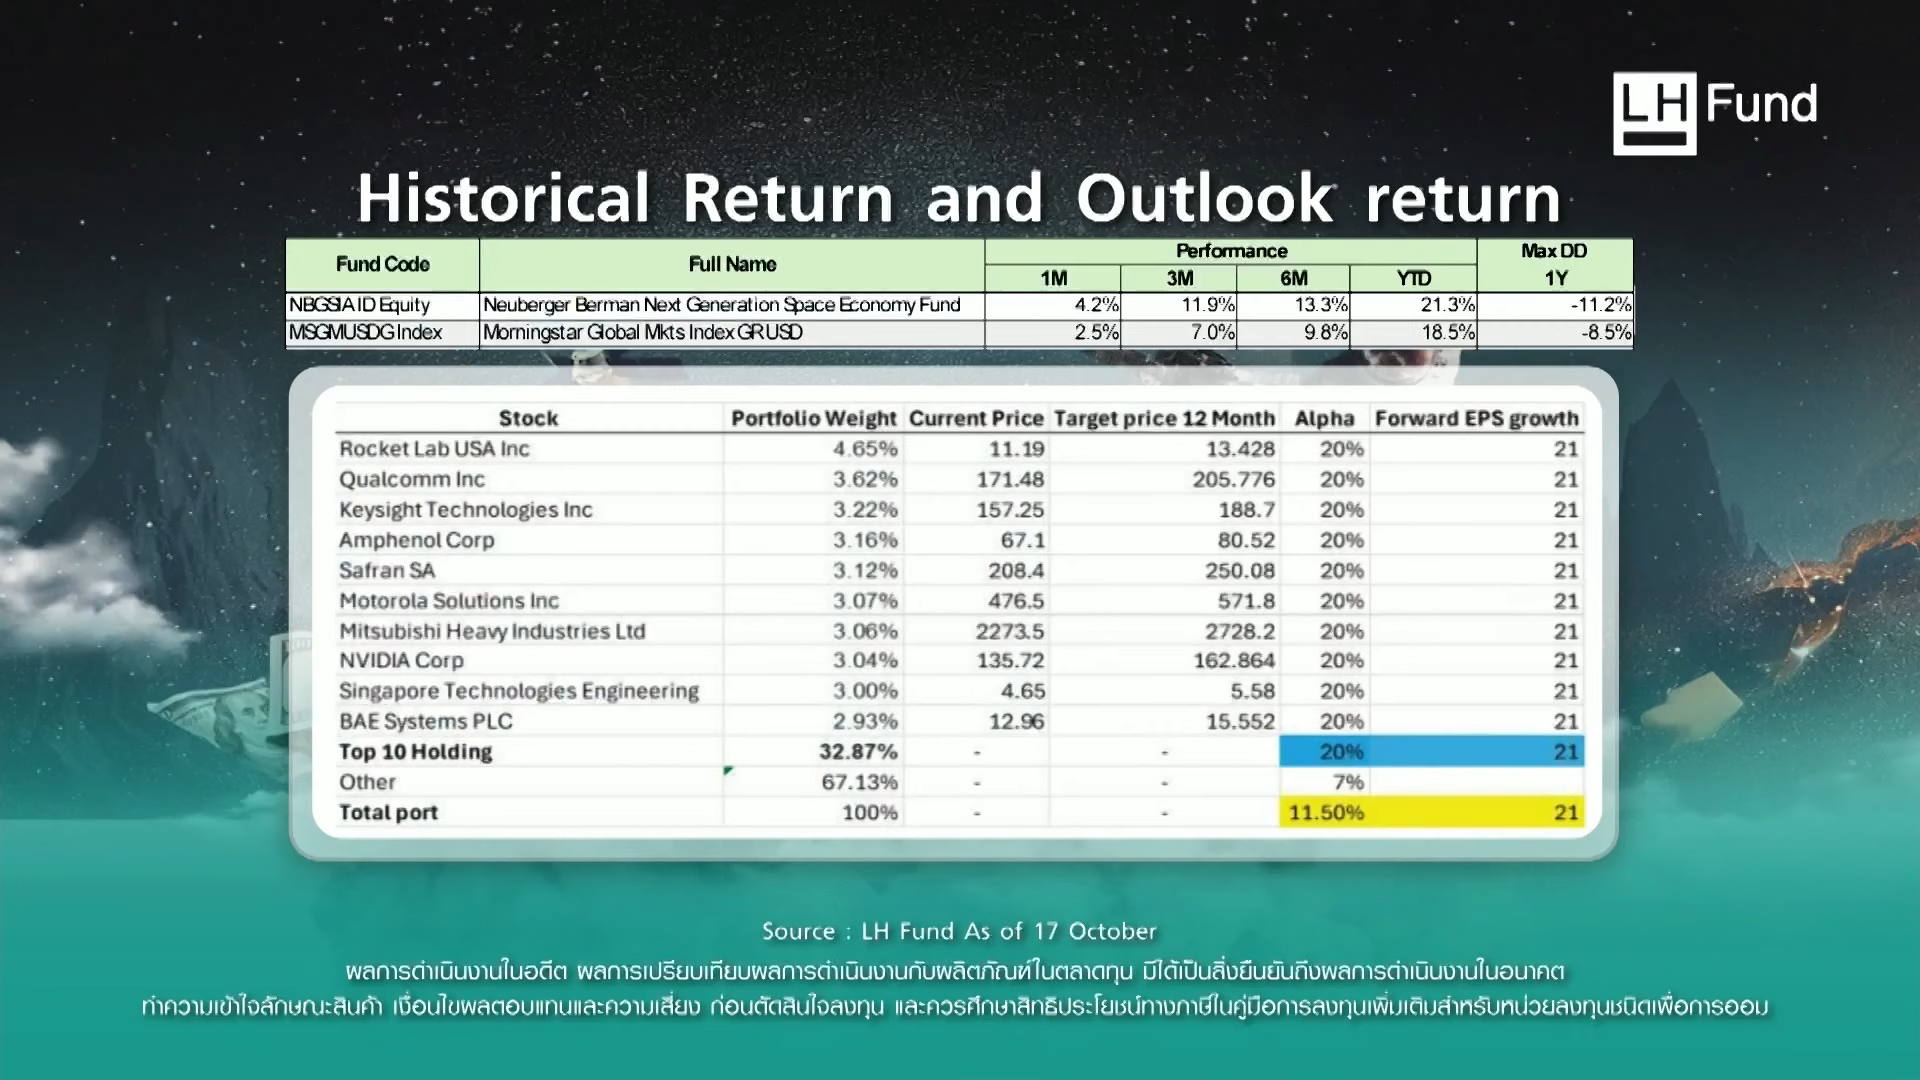 LH Fund
Historical Return and Outlook return
Fund Code Full Name Performance Max DD
1M 3M 6M YTD 1Y
NBGSIA ID Equity Neuberger Berman Next Generation Space Economy Fund 4.2% 11.9% 13.3% 21.3% -11.2%
MSGMUSDG Index Morningstar Global Mkts Index GR USD 2.5% 7.0% 9.8% 18.5% -8.5%
Stock Portfolio Weight Current Price Target price 12 Month Alpha Forward EPS growth
Rocket Lab USA Inc 4.65% 11.19 13.428 20% 21
Qualcomm Inc 3.62% 171.48 205.776 20% 21
Keysight Technologies Inc 3.22% 157.25 188.7 20% 21
Amphenol Corp 3.16% 67.1 80.52 20% 21
Safran SA 3.12% 208.4 250.08 20% 21
Motorola Solutions Inc 3.07% 476.5 571.8 20% 21
Mitsubishi Heavy Industries Ltd 3.06% 2273.5 2728.2 20% 21
NVIDIA Corp 3.04% 135.72 162.864 20% 21
Singapore Technologies Engineering 3.00% 4.65 5.58 20% 21
BAE Systems PLC 2.93% 12.96 15.552 20% 21
Top 10 Holding 32.87% - - 20% 21
Other 67.13% - - 7%
Total port 100% - - 11.50% 21
Source : LH Fund As of 17 October
ผลการดำเนินงานในอดีต ผลการเปรียบเทียบผลการดำเนินงานกับผลิตภัณฑ์ในตลาดทุน มิได้เป็นสิ่งยืนยันถึงผลการดำเนินงานในอนาคต
ทำความเข้าใจลักษณะสินค้า เงื่อนไขผลตอบแทนและความเสี่ยง ก่อนตัดสินใจลงทุน และควรศึกษาสิทธิประโยชน์ทางภาษีในคู่มือการลงทุนเพิ่มเติมสำหรับหน่วยลงทุนชนิดเพื่อการออม